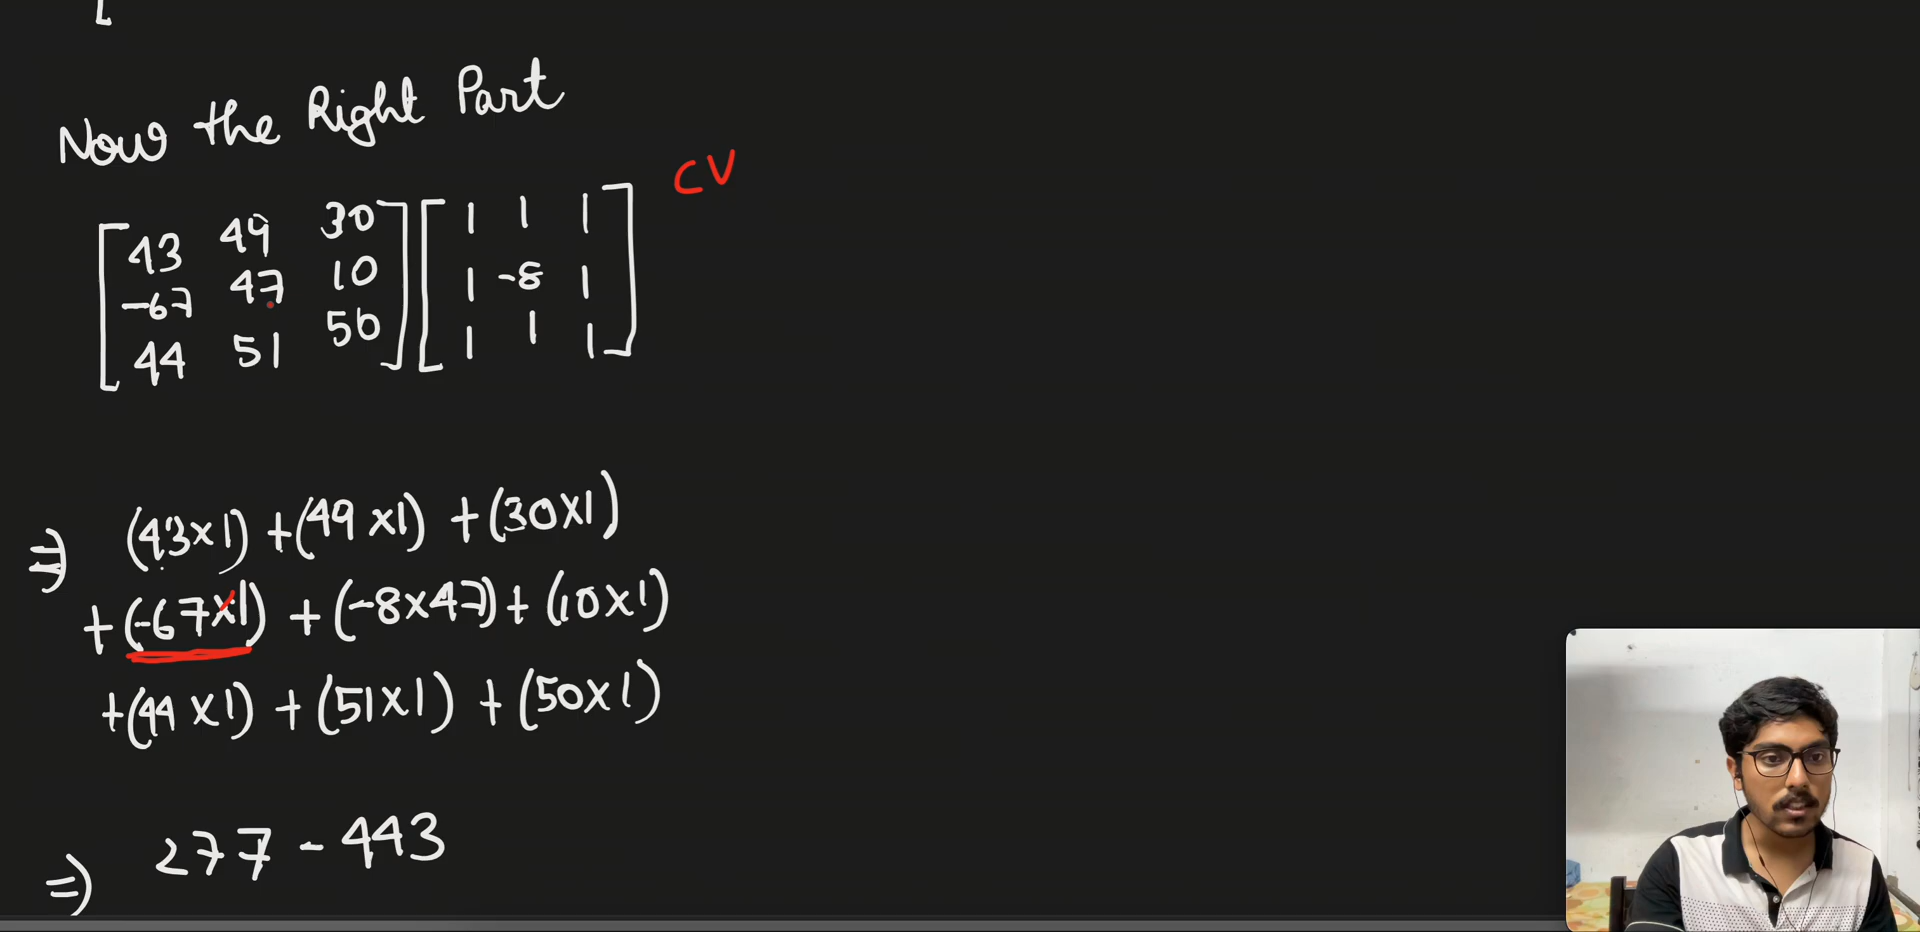 Now the Right Part
CV
[43 49 30] [1 1 1]
[-67 47 10] [1 -8 1]
[44 51 50] [1 1 1]
⇒ (43×1) + (49×1) + (30×1)
+ (-67×1) + (-8×47) + (10×1)
+ (44×1) + (51×1) + (50×1)
⇒ 277 - 443